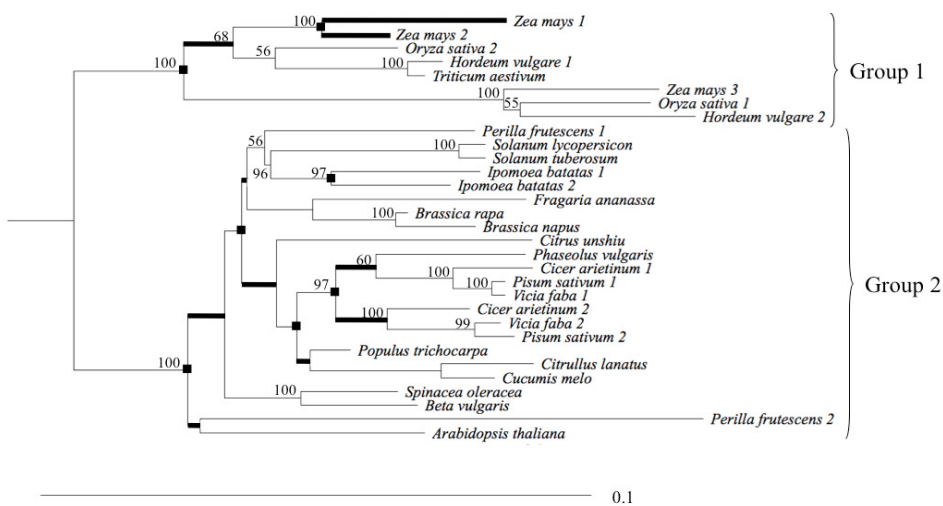 100 Zea mays 1
Zea mays 2
68
Oryza sativa 2
56
Hordeum vulgare 1
100
Triticum aestivum
100
Group 1
Zea mays 3
100
Oryza sativa 1
55
Hordeum vulgare 2
Perilla frutescens 1
56
Solanum lycopersicon
100
Solanum tuberosum
Ipomoea batatas 1
96 97
Ipomoea batatas 2
Fragaria ananassa
100 Brassica rapa
Brassica napus
Citrus unshiu
Phaseolus vulgaris
60
Cicer arietinum 1
100
Pisum sativum 1
100
97
Vicia faba 1
Group 2
Cicer arietinum 2
100
Vicia faba 2
99
Pisum sativum 2
Populus trichocarpa
100
Citrullus lanatus
Cucumis melo
100 Spinacea oleracea
Beta vulgaris
Perilla frutescens 2
Arabidopsis thaliana
0.1